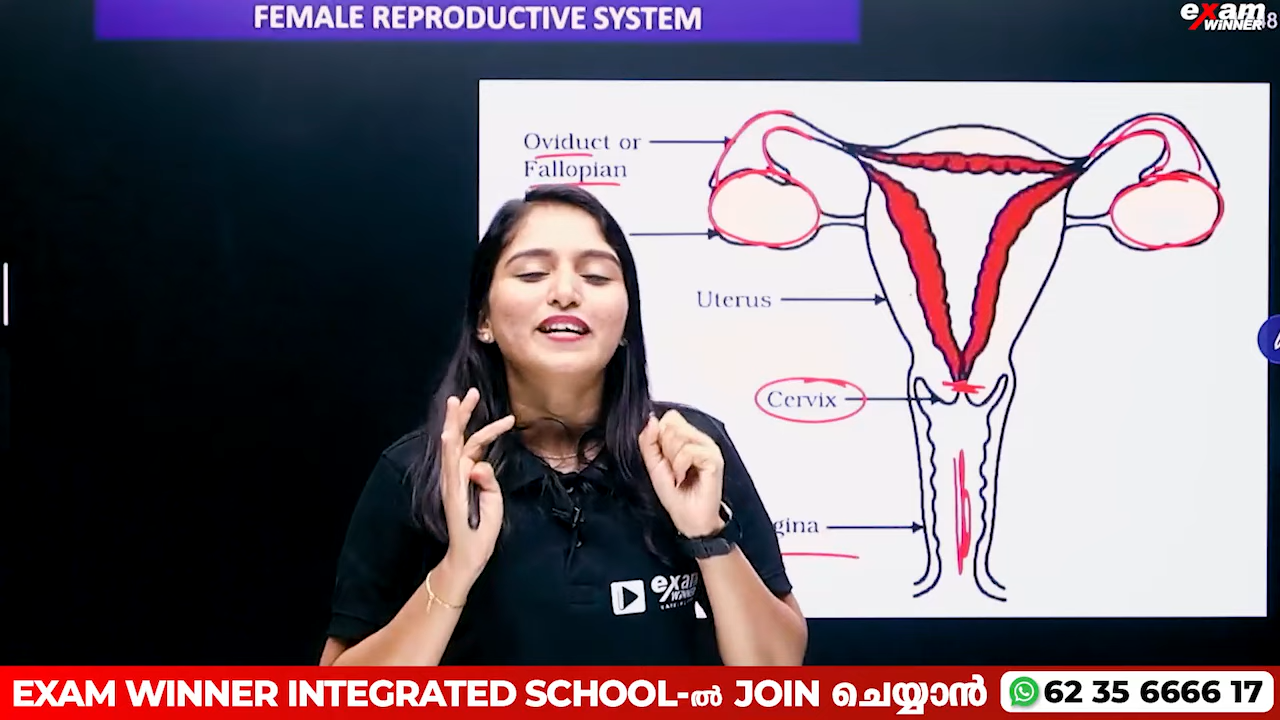 FEMALE REPRODUCTIVE SYSTEM
exam
WiNNER
Oviduct or
Fallopian
Uterus
Cervix
gina
exam
WiNNER
EXAM WINNER INTEGRATED SCHOOL-ൽ JOIN ചെയ്യാൻ
62 35 6666 17